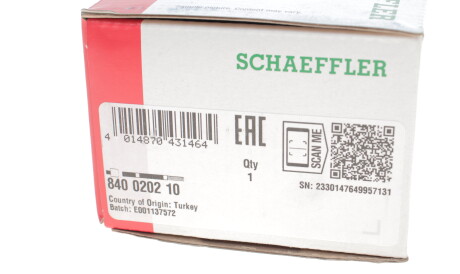 SCHAEFFLER
EAC
SCAN ME
4 014870 431464
Qty
1
840 0202 10
SN: 2330147649957131
Country of Origin: Turkey
Batch: E001137572